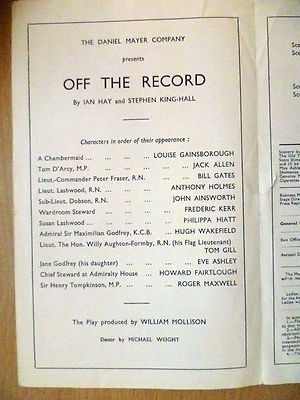 THE DANIEL MAYER COMPANY
presents
OFF THE RECORD
By IAN HAY and STEPHEN KING-HALL
Characters in order of their appearance :
A Chambermaid ... ... ... ... LOUISE GAINSBOROUGH
Tom D'Arcy, M.P. ... ... ... ... JACK ALLEN
Lieut.-Commander Peter Fraser, R.N. ... BILL GATES
Lieut. Lashwood, R.N. ... ... ANTHONY HOLMES
Sub-Lieut. Dobson, R.N. ... ... JOHN AINSWORTH
Wardroom Steward ... ... ... FREDERIC KERR
Susan Lashwood ... ... ... ... PHILIPPA HIATT
Admiral Sir Maximilian Godfrey, K.C.B. ... HUGH WAKEFIELD
Lieut. The Hon. Willy Aughton-Formby, R.N. (his Flag Lieutenant)
TOM GILL
Jane Godfrey (his daughter) ... ... EVE ASHLEY
Chief Steward at Admiralty House ... HOWARD FAIRTLOUGH
Sir Henry Tompkinson, M.P. ... ... ROGER MAXWELL
The Play produced by WILLIAM MOLLISON
Decor by MICHAEL WEIGHT